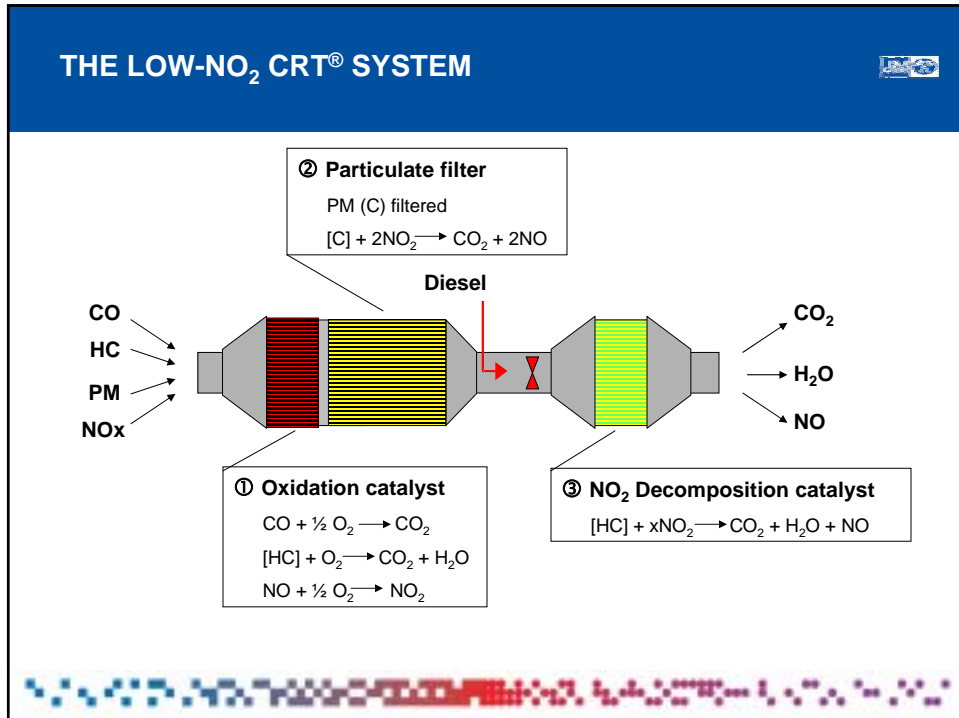 THE LOW-NO₂ CRT® SYSTEM
② Particulate filter
PM (C) filtered
[C] + 2NO₂ → CO₂ + 2NO
Diesel
CO
HC
PM
NOx
CO₂
H₂O
NO
① Oxidation catalyst
CO + ½ O₂ → CO₂
[HC] + O₂ → CO₂ + H₂O
NO + ½ O₂ → NO₂
③ NO₂ Decomposition catalyst
[HC] + xNO₂ → CO₂ + H₂O + NO